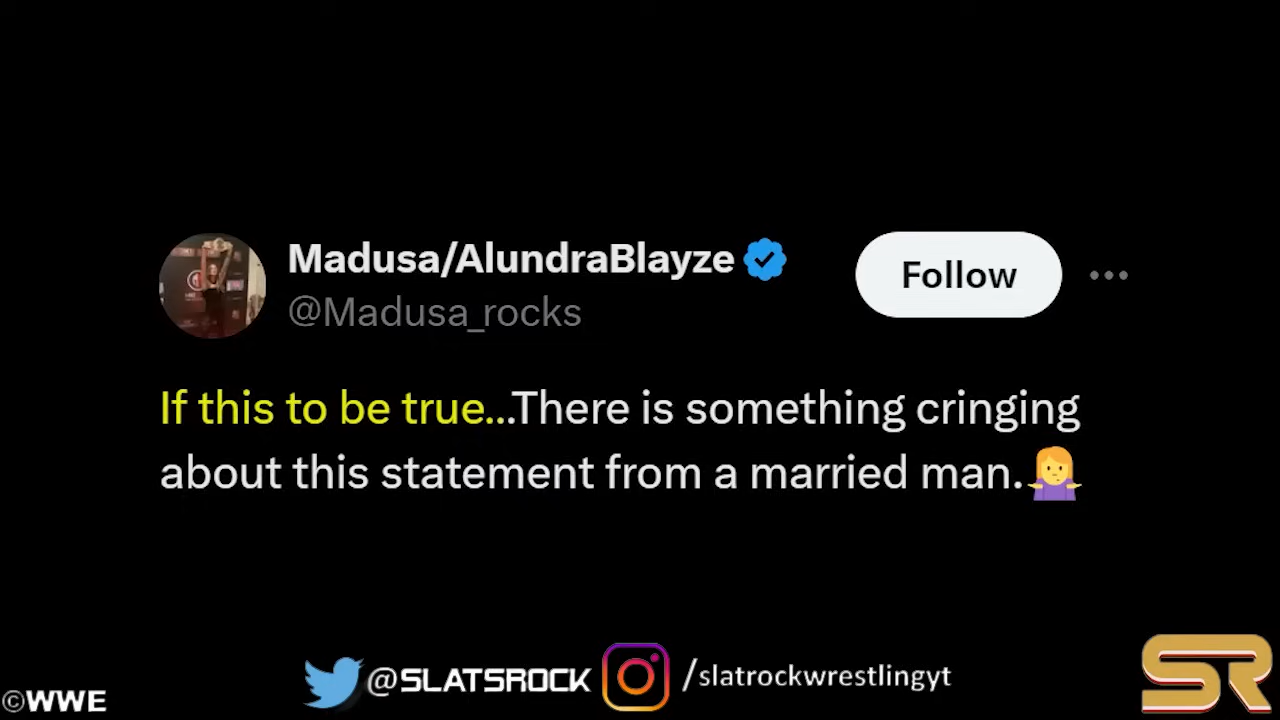 Madusa/AlundraBlayze
@Madusa_rocks
Follow
If this to be true...There is something cringing
about this statement from a married man.🤷‍♀️
©WWE
@SLATSROCK
/slatrockwrestlingyt
SR